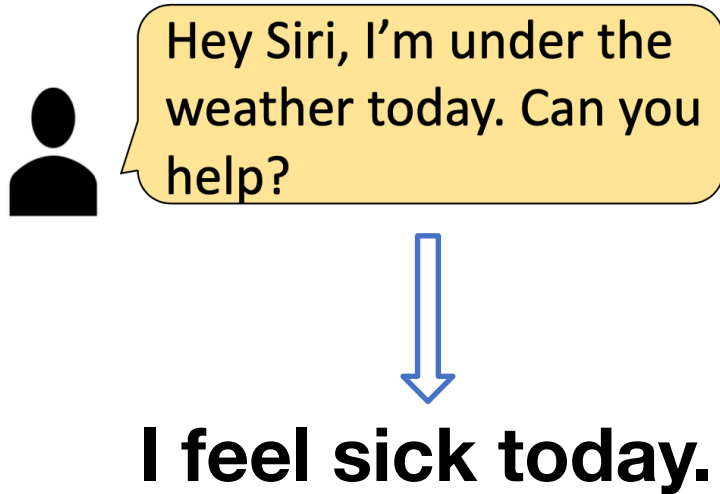 Hey Siri, I’m under the
weather today. Can you
help?
I feel sick today.